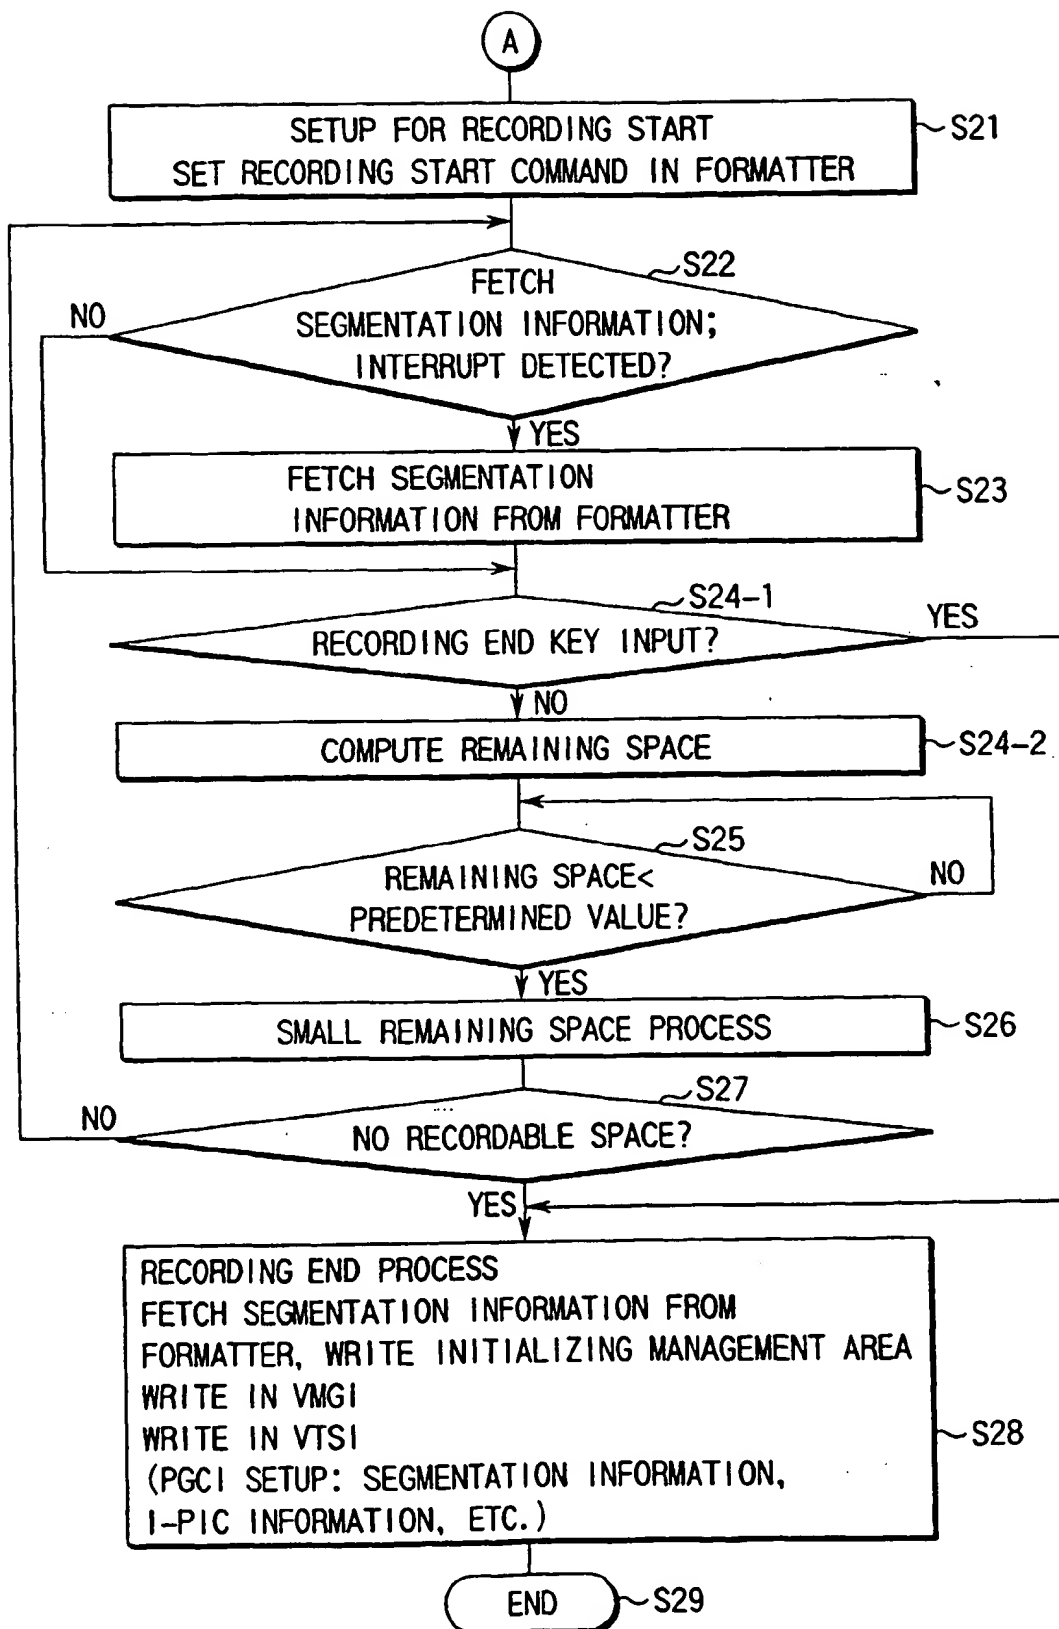 A
SETUP FOR RECORDING START
SET RECORDING START COMMAND IN FORMATTER
S21
S22
FETCH
SEGMENTATION INFORMATION;
INTERRUPT DETECTED?
NO
YES
FETCH SEGMENTATION
INFORMATION FROM FORMATTER
S23
S24-1
RECORDING END KEY INPUT?
YES
NO
COMPUTE REMAINING SPACE
S24-2
S25
REMAINING SPACE<
PREDETERMINED VALUE?
NO
YES
SMALL REMAINING SPACE PROCESS
S26
S27
NO RECORDABLE SPACE?
NO
YES
RECORDING END PROCESS
FETCH SEGMENTATION INFORMATION FROM
FORMATTER, WRITE INITIALIZING MANAGEMENT AREA
WRITE IN VMGI
WRITE IN VTSI
(PGCI SETUP: SEGMENTATION INFORMATION,
I-PIC INFORMATION, ETC.)
S28
END
S29